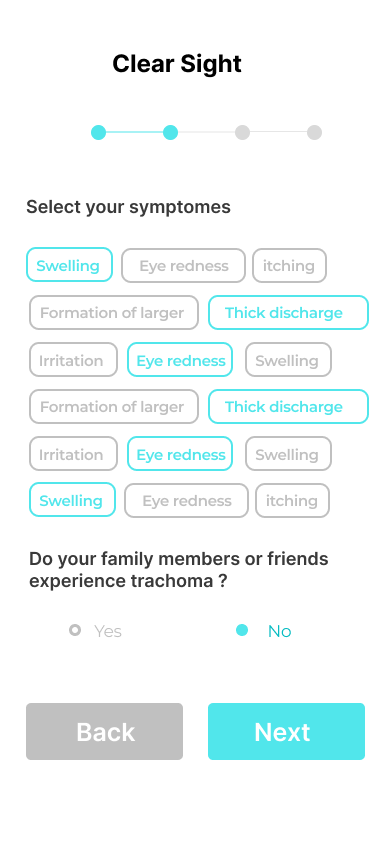 Clear Sight
Select your symptomes
Swelling Eye redness itching
Formation of larger Thick discharge
Irritation Eye redness Swelling
Formation of larger Thick discharge
Irritation Eye redness Swelling
Swelling Eye redness itching
Do your family members or friends
experience trachoma ?
Yes No
Back Next